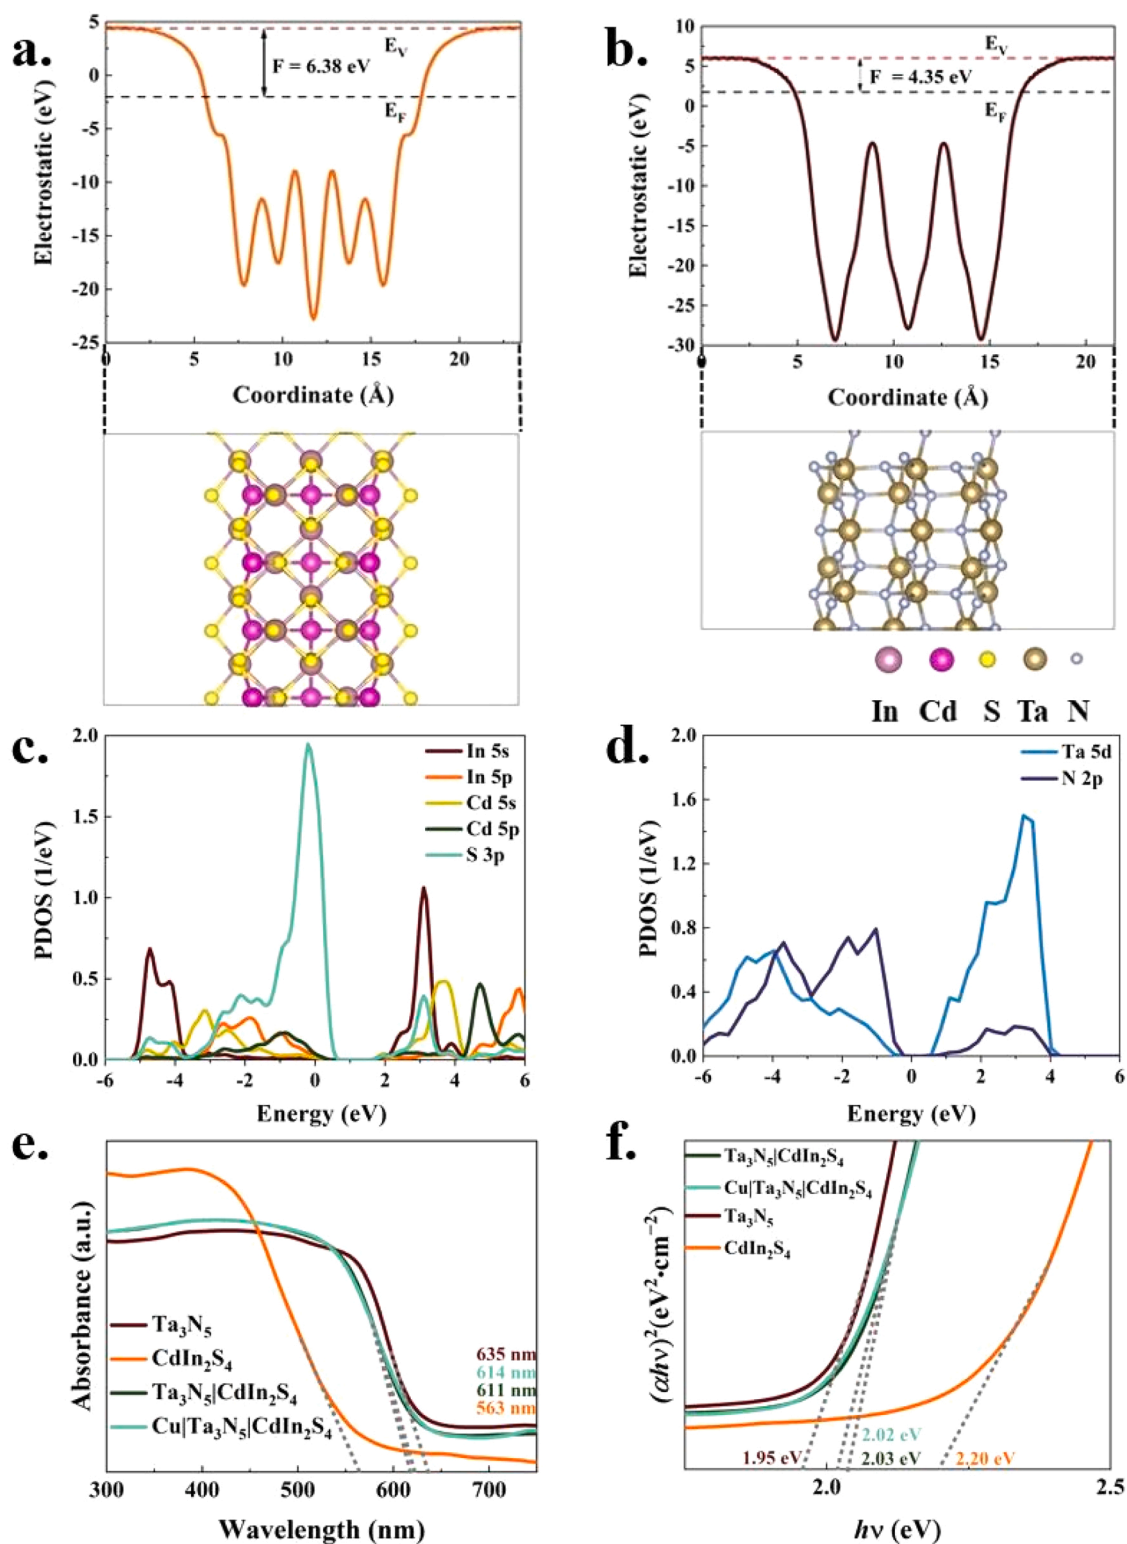 a.
5
0
-5
-10
-15
-20
-25
Electrostatic (eV)
E_V
F = 6.38 eV
E_F
0 5 10 15 20
Coordinate (Å)
b.
10
5
0
-5
-10
-15
-20
-25
-30
Electrostatic (eV)
E_V
F = 4.35 eV
E_F
0 5 10 15 20
Coordinate (Å)
In Cd S Ta N
c.
2.0
1.5
1.0
0.5
0.0
PDOS (1/eV)
In 5s
In 5p
Cd 5s
Cd 5p
S 3p
-6 -4 -2 0 2 4 6
Energy (eV)
d.
2.0
1.6
1.2
0.8
0.4
0.0
PDOS (1/eV)
Ta 5d
N 2p
-6 -4 -2 0 2 4 6
Energy (eV)
e.
Absorbance (a.u.)
Ta₃N₅
CdIn₂S₄
Ta₃N₅|CdIn₂S₄
Cu|Ta₃N₅|CdIn₂S₄
635 nm
614 nm
611 nm
563 nm
300 400 500 600 700
Wavelength (nm)
f.
(αhν)²(eV²·cm⁻²)
Ta₃N₅|CdIn₂S₄
Cu|Ta₃N₅|CdIn₂S₄
Ta₃N₅
CdIn₂S₄
2.02 eV
1.95 eV 2.03 eV 2.20 eV
2.0 2.5
hν (eV)